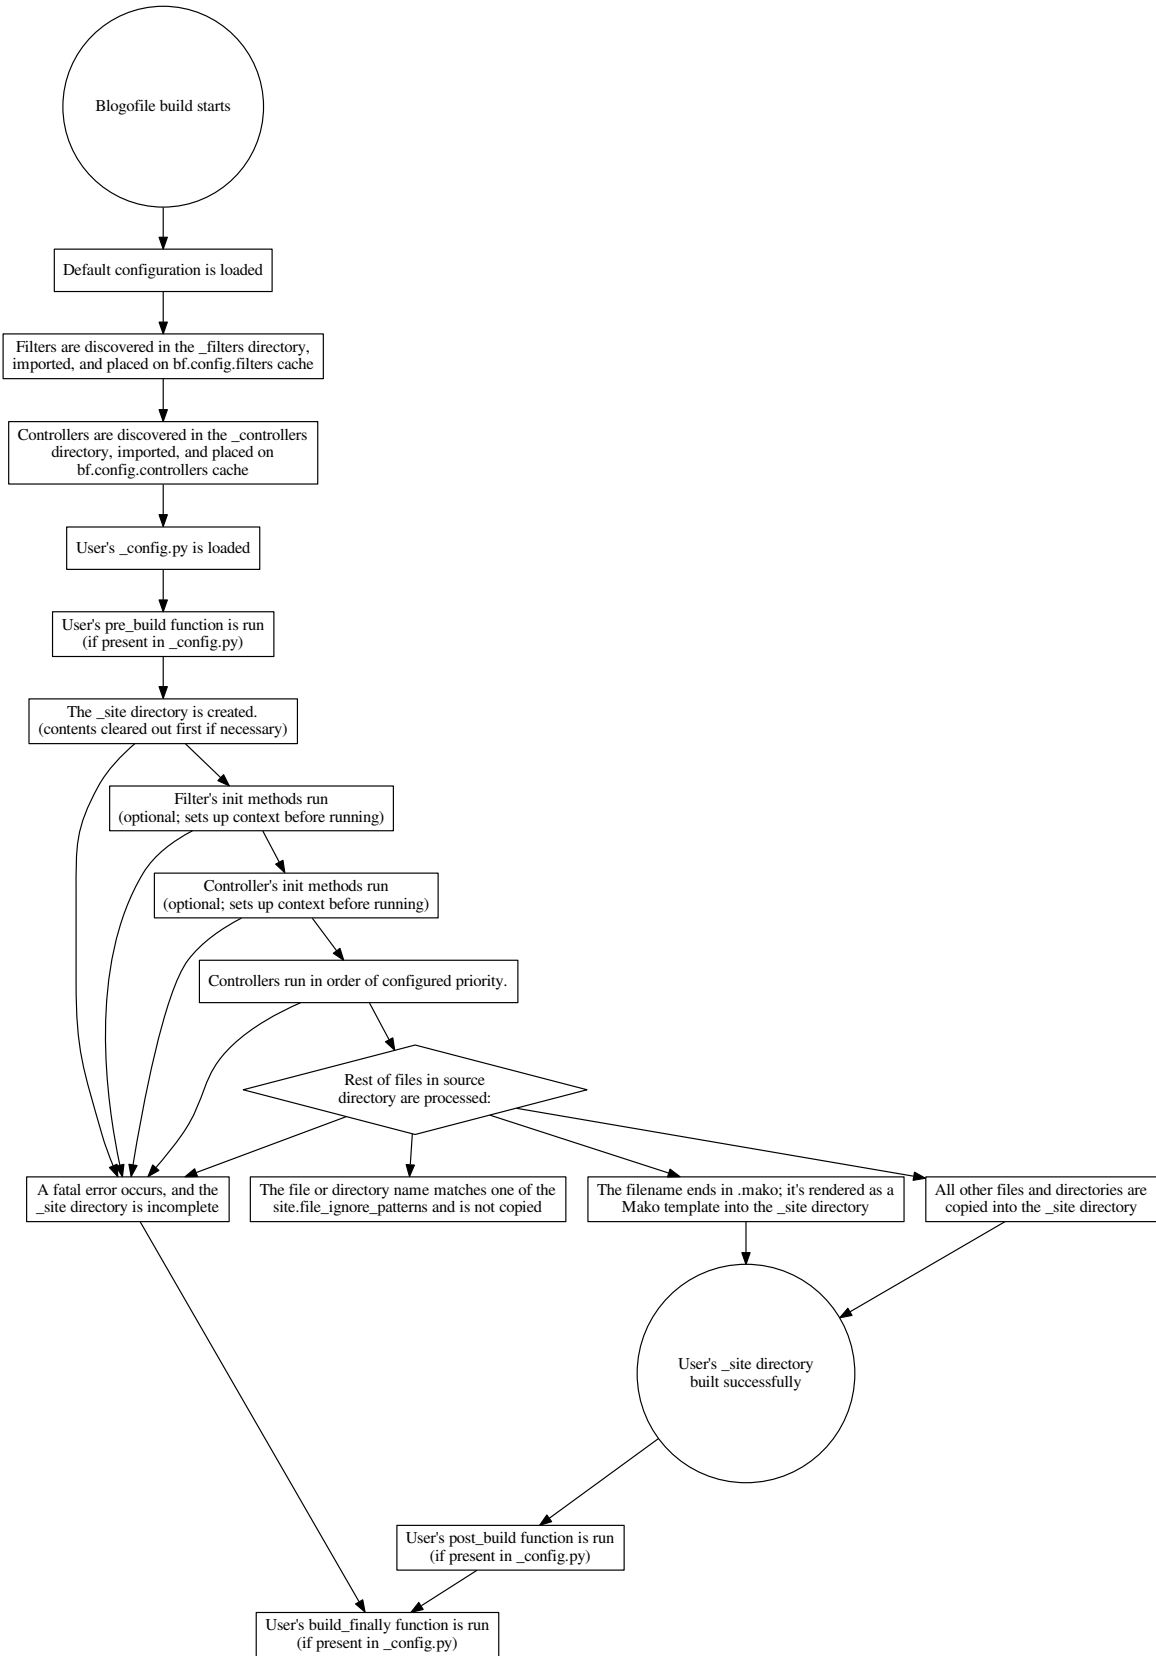 Blogofile build starts
Default configuration is loaded
Filters are discovered in the _filters directory,
imported, and placed on bf.config.filters cache
Controllers are discovered in the _controllers
directory, imported, and placed on
bf.config.controllers cache
User's _config.py is loaded
User's pre_build function is run
(if present in _config.py)
The _site directory is created.
(contents cleared out first if necessary)
Filter's init methods run
(optional; sets up context before running)
Controller's init methods run
(optional; sets up context before running)
Controllers run in order of configured priority.
Rest of files in source
directory are processed:
A fatal error occurs, and the
_site directory is incomplete
The file or directory name matches one of the
site.file_ignore_patterns and is not copied
The filename ends in .mako; it's rendered as a
Mako template into the _site directory
All other files and directories are
copied into the _site directory
User's _site directory
built successfully
User's post_build function is run
(if present in _config.py)
User's build_finally function is run
(if present in _config.py)